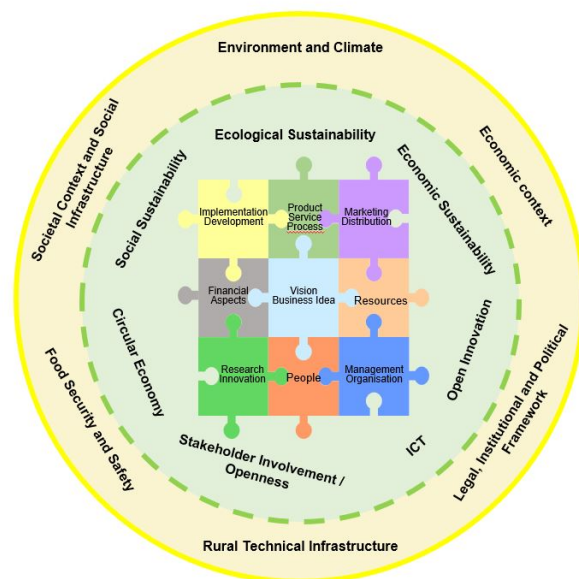 Environment and Climate
Societal Context and Social
Infrastructure
Economic context
Ecological Sustainability
Social Sustainability
Economic Sustainability
Implementation
Development
Product
Service
Process
Marketing
Distribution
Financial
Aspects
Vision
Business Idea
Resources
Research
Innovation
People
Management
Organisation
Circular Economy
Open Innovation
Food Security and Safety
Legal, Institutional and Political
Framework
Stakeholder Involvement /
Openness
ICT
Rural Technical Infrastructure